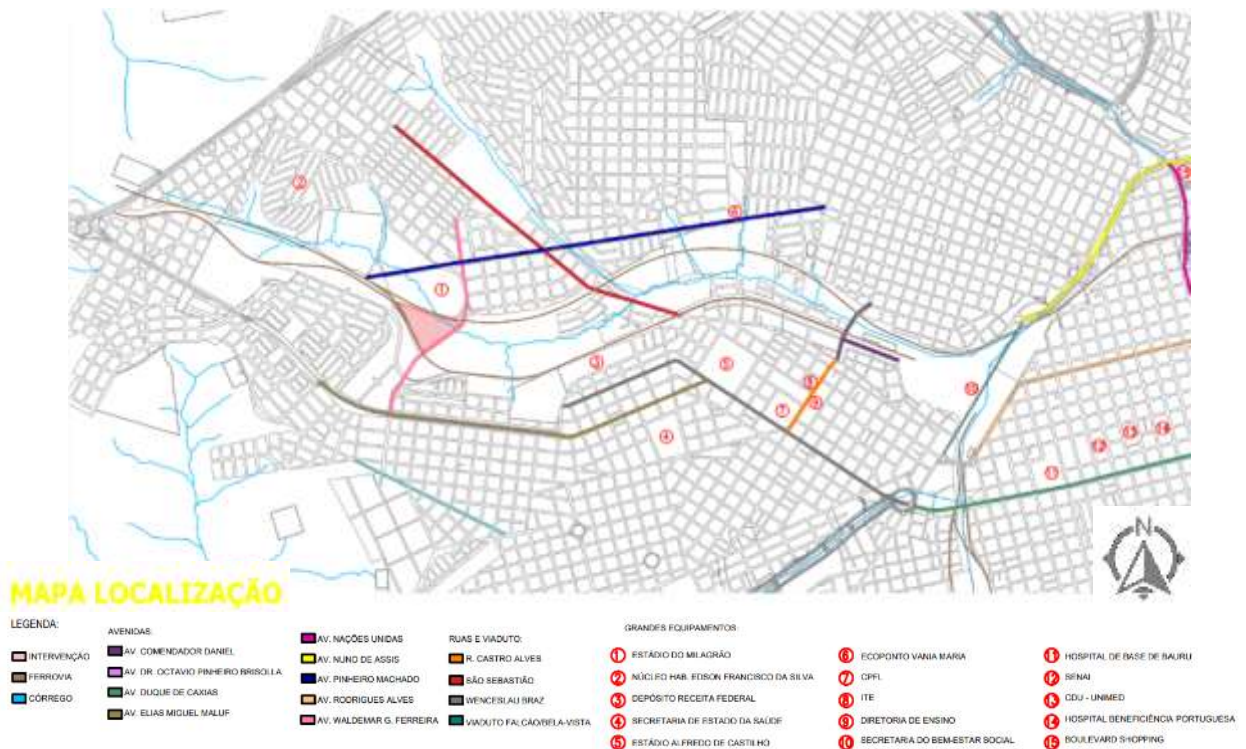 N
MAPA LOCALIZAÇÃO
LEGENDA:
INTERVENÇÃO
FERROVIA
CÓRREGO
AVENIDAS:
AV. COMENDADOR DANIEL
AV. DR. OCTAVIO PINHEIRO BRISOLLA
AV. DUQUE DE CAXIAS
AV. ELIAS MIGUEL MALUF
AV. NAÇÕES UNIDAS
AV. NUNO DE ASSIS
AV. PINHEIRO MACHADO
AV. RODRIGUES ALVES
AV. WALDEMAR G. FERREIRA
RUAS E VIADUTO:
R. CASTRO ALVES
SÃO SEBASTIÃO
WENCESLAU BRAZ
VIADUTO FALCÃO/BELA-VISTA
GRANDES EQUIPAMENTOS:
1 ESTÁDIO DO MILAGRÃO
2 NÚCLEO HAB. EDSON FRANCISCO DA SILVA
3 DEPÓSITO RECEITA FEDERAL
4 SECRETARIA DE ESTADO DA SAÚDE
5 ESTÁDIO ALFREDO DE CASTILHO
6 ECOPONTO VANIA MARIA
7 CPFL
8 ITE
9 DIRETORIA DE ENSINO
10 SECRETARIA DO BEM-ESTAR SOCIAL
11 HOSPITAL DE BASE DE BAURU
12 SENAI
13 CDU - UNIMED
14 HOSPITAL BENEFICIÊNCIA PORTUGUESA
15 BOULEVARD SHOPPING